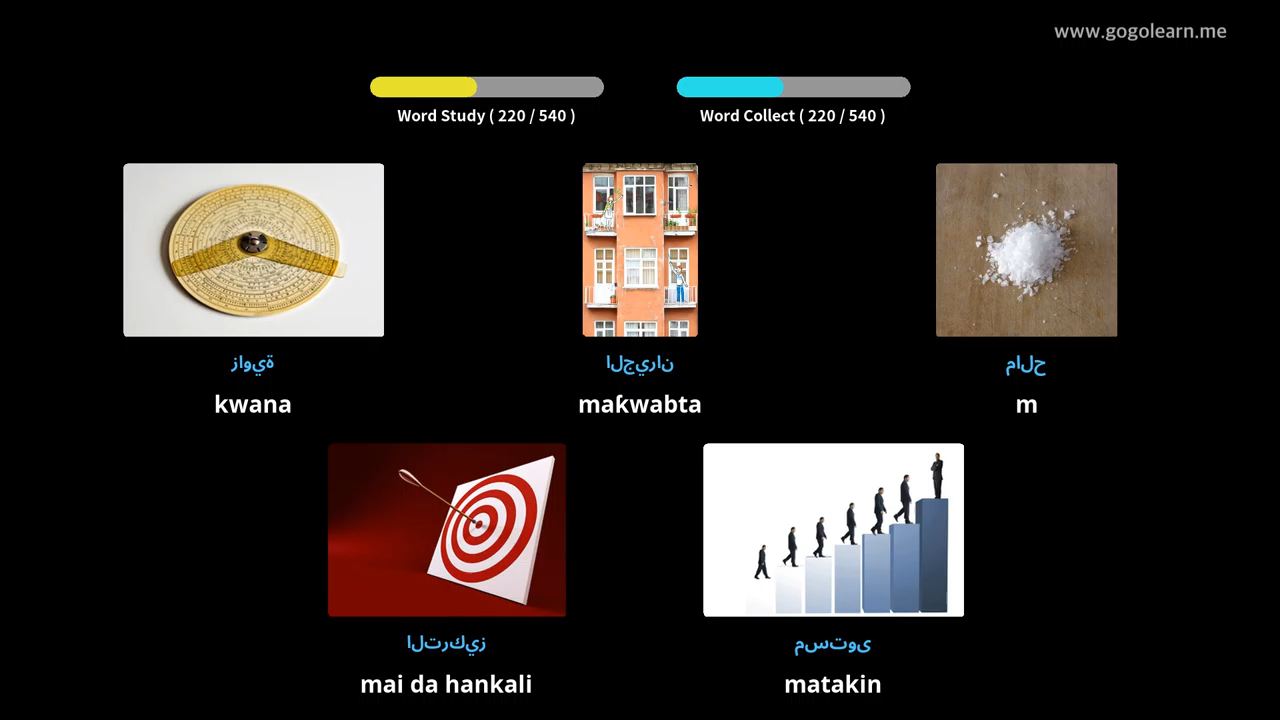 www.gogolearn.me
Word Study ( 220 / 540 )
Word Collect ( 220 / 540 )
زاوية
الجيران
مالح
kwana
maƙwabta
m
التركيز
مستوى
mai da hankali
matakin